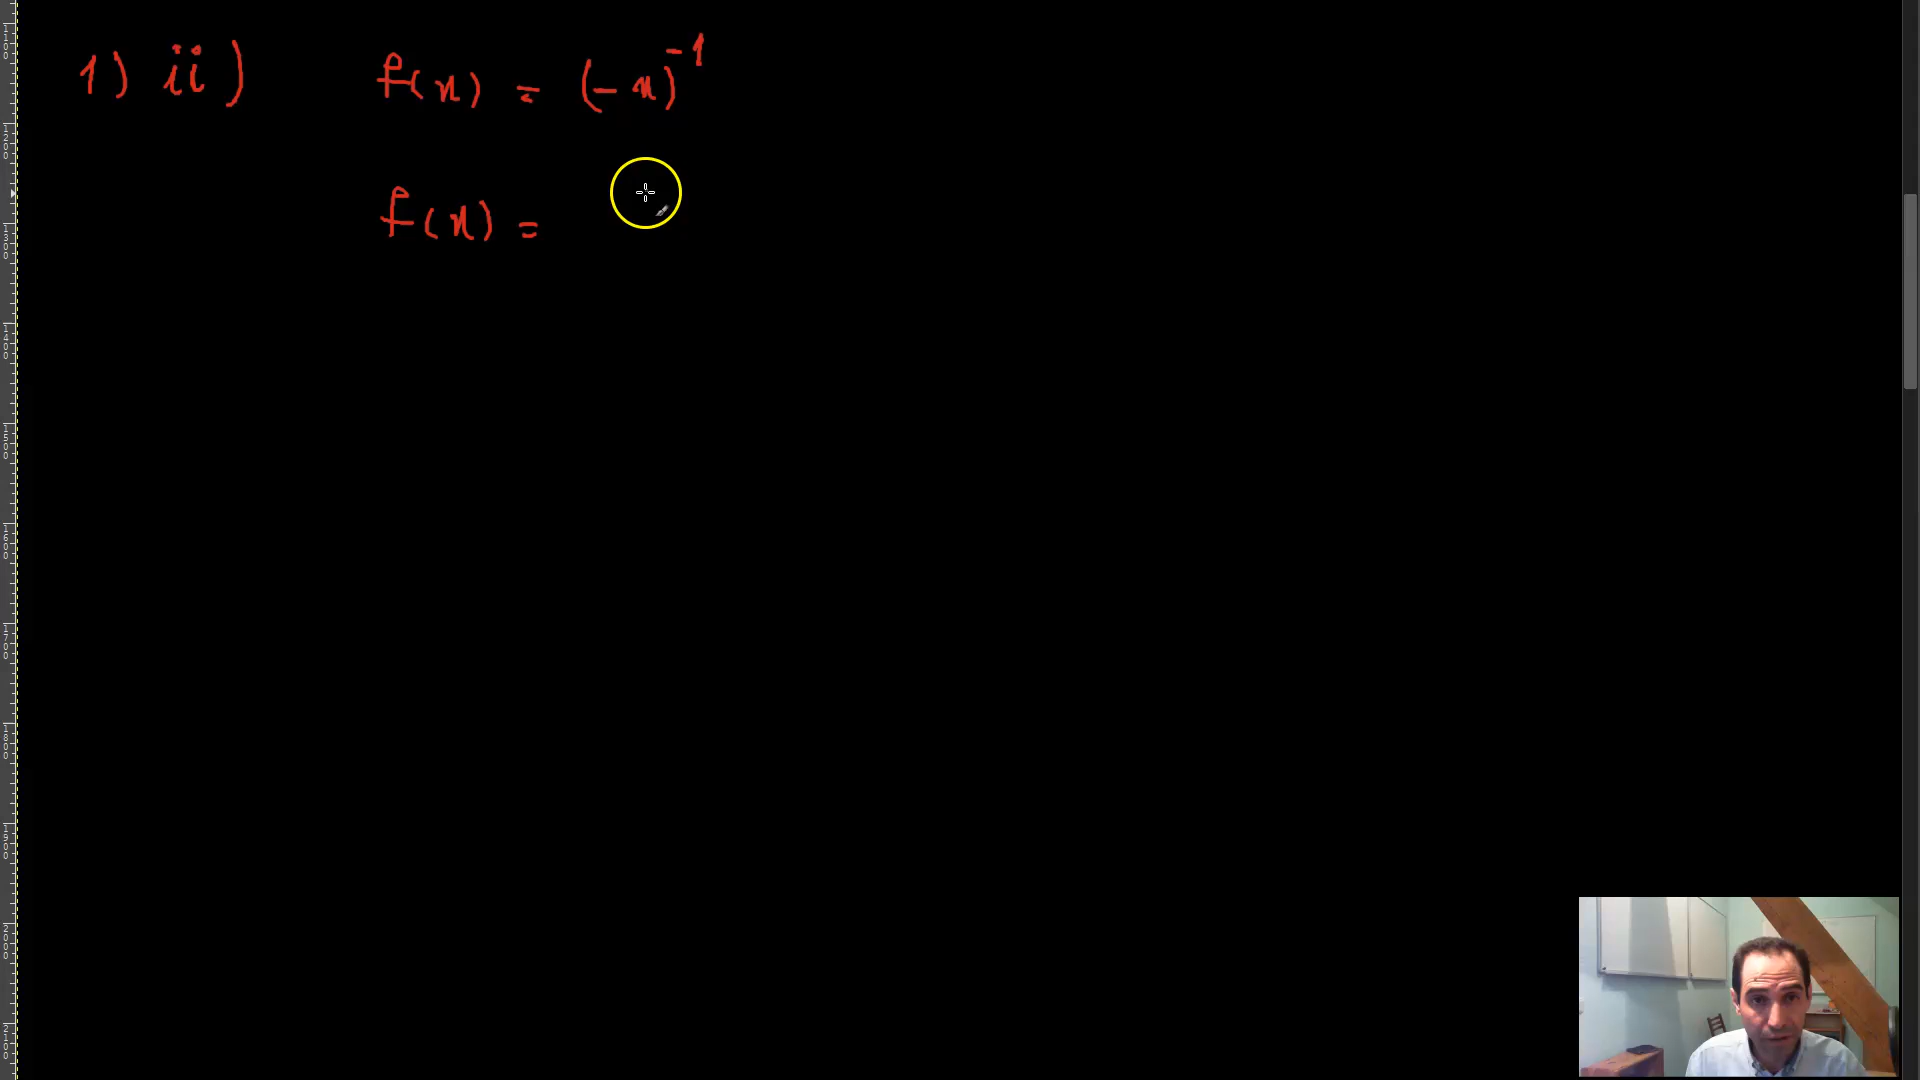 1) ii) f(x) = (-x)^-1
f(x) =